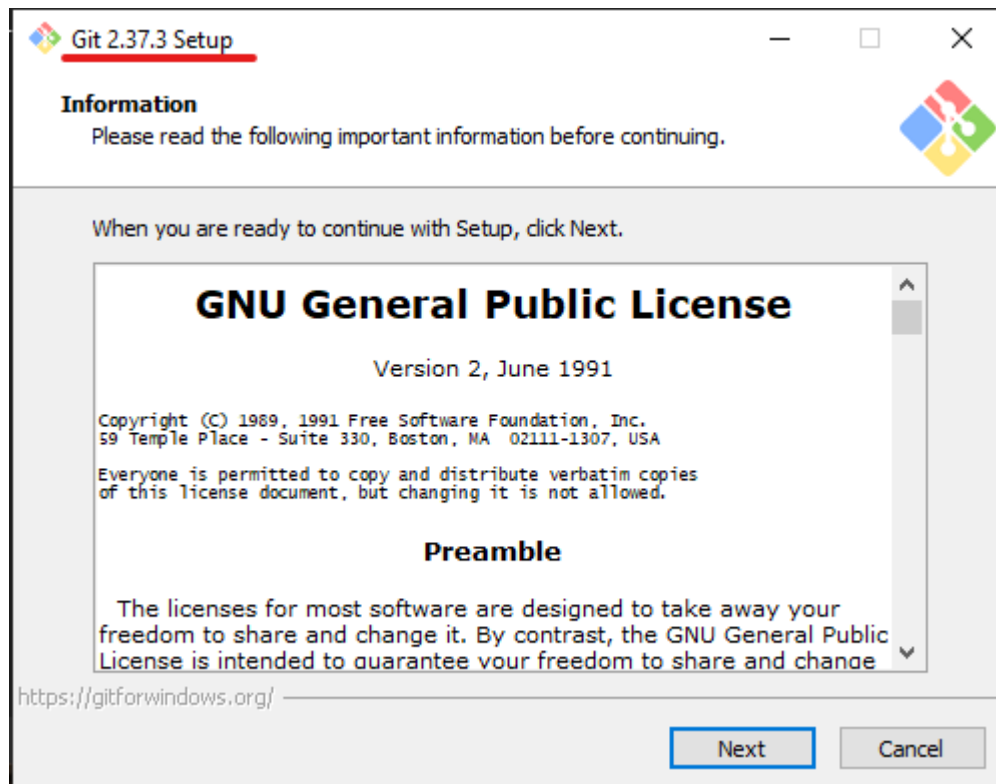 Git 2.37.3 Setup
Information
Please read the following important information before continuing.
When you are ready to continue with Setup, click Next.
GNU General Public License
Version 2, June 1991
Copyright (C) 1989, 1991 Free Software Foundation, Inc.
59 Temple Place - Suite 330, Boston, MA  02111-1307, USA
Everyone is permitted to copy and distribute verbatim copies
of this license document, but changing it is not allowed.
Preamble
The licenses for most software are designed to take away your
freedom to share and change it. By contrast, the GNU General Public
License is intended to guarantee your freedom to share and change
https://gitforwindows.org/
Next Cancel